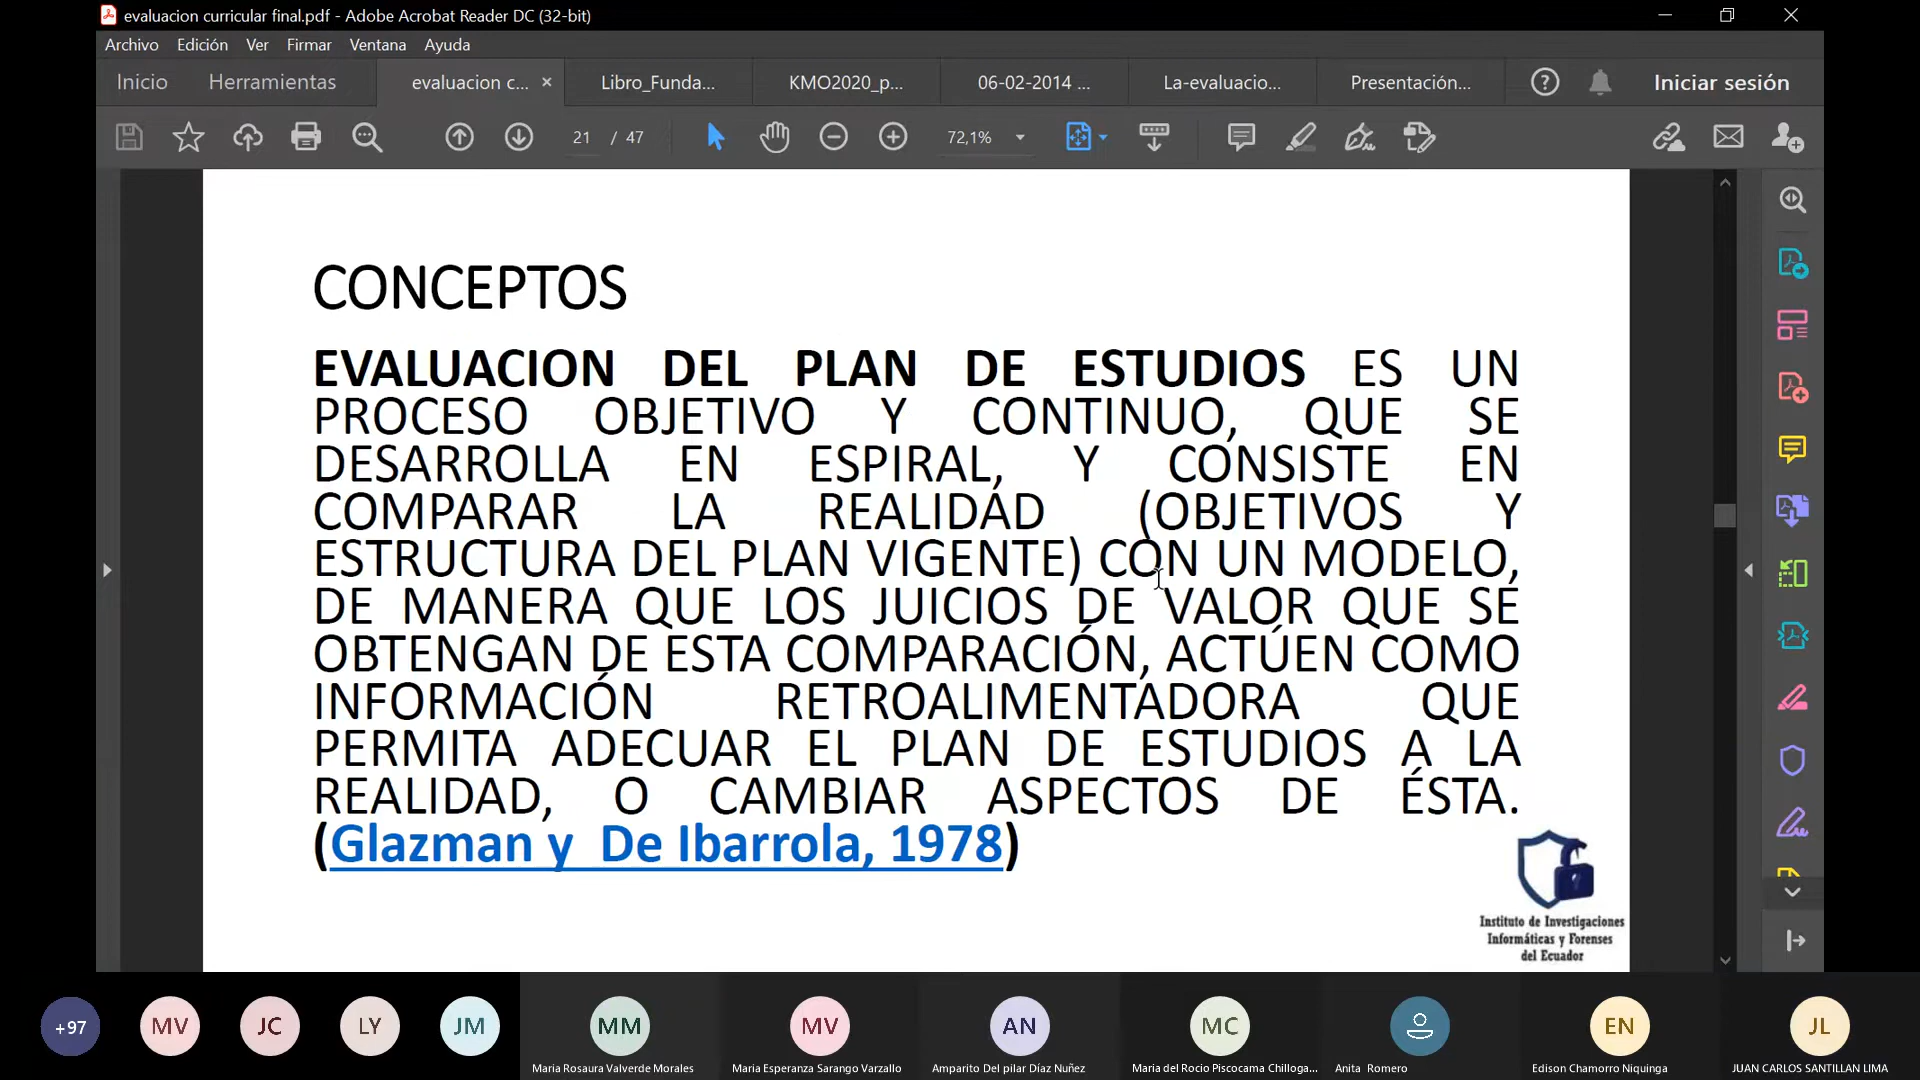 evaluacion curricular final.pdf - Adobe Acrobat Reader DC (32-bit)
Archivo Edición Ver Firmar Ventana Ayuda
Inicio Herramientas evaluacion c... × Libro_Funda... KMO2020_p... 06-02-2014 ... La-evaluacio... Presentación... Iniciar sesión
21 / 47 72,1%
CONCEPTOS
EVALUACION DEL PLAN DE ESTUDIOS ES UN
PROCESO OBJETIVO Y CONTINUO, QUE SE
DESARROLLA EN ESPIRAL, Y CONSISTE EN
COMPARAR LA REALIDAD (OBJETIVOS Y
ESTRUCTURA DEL PLAN VIGENTE) CON UN MODELO,
DE MANERA QUE LOS JUICIOS DE VALOR QUE SE
OBTENGAN DE ESTA COMPARACIÓN, ACTÚEN COMO
INFORMACIÓN RETROALIMENTADORA QUE
PERMITA ADECUAR EL PLAN DE ESTUDIOS A LA
REALIDAD, O CAMBIAR ASPECTOS DE ÉSTA.
(Glazman y De Ibarrola, 1978)
Instituto de Investigaciones
Informáticas y Forenses
del Ecuador
+97 MV JC LY JM MM MV AN MC EN JL
Maria Rosaura Valverde Morales Maria Esperanza Sarango Varzallo Amparito Del pilar Díaz Nuñez Maria del Rocio Piscocama Chilloga... Anita Romero Edison Chamorro Niquinga JUAN CARLOS SANTILLAN LIMA